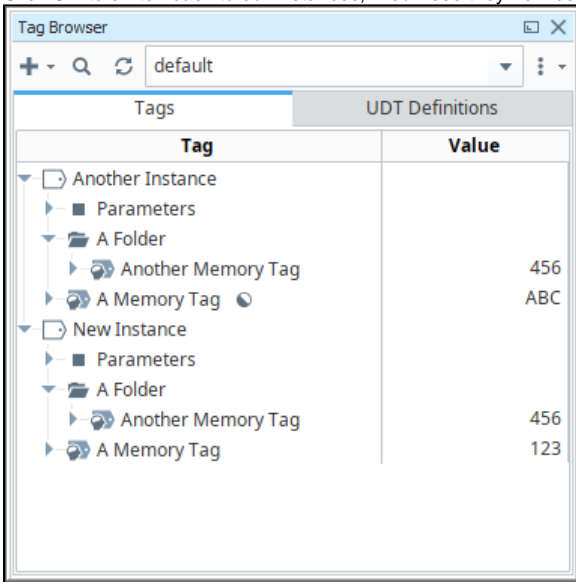 Tag Browser
default
Tags UDT Definitions
Tag Value
Another Instance
Parameters
A Folder
Another Memory Tag 456
A Memory Tag ABC
New Instance
Parameters
A Folder
Another Memory Tag 456
A Memory Tag 123